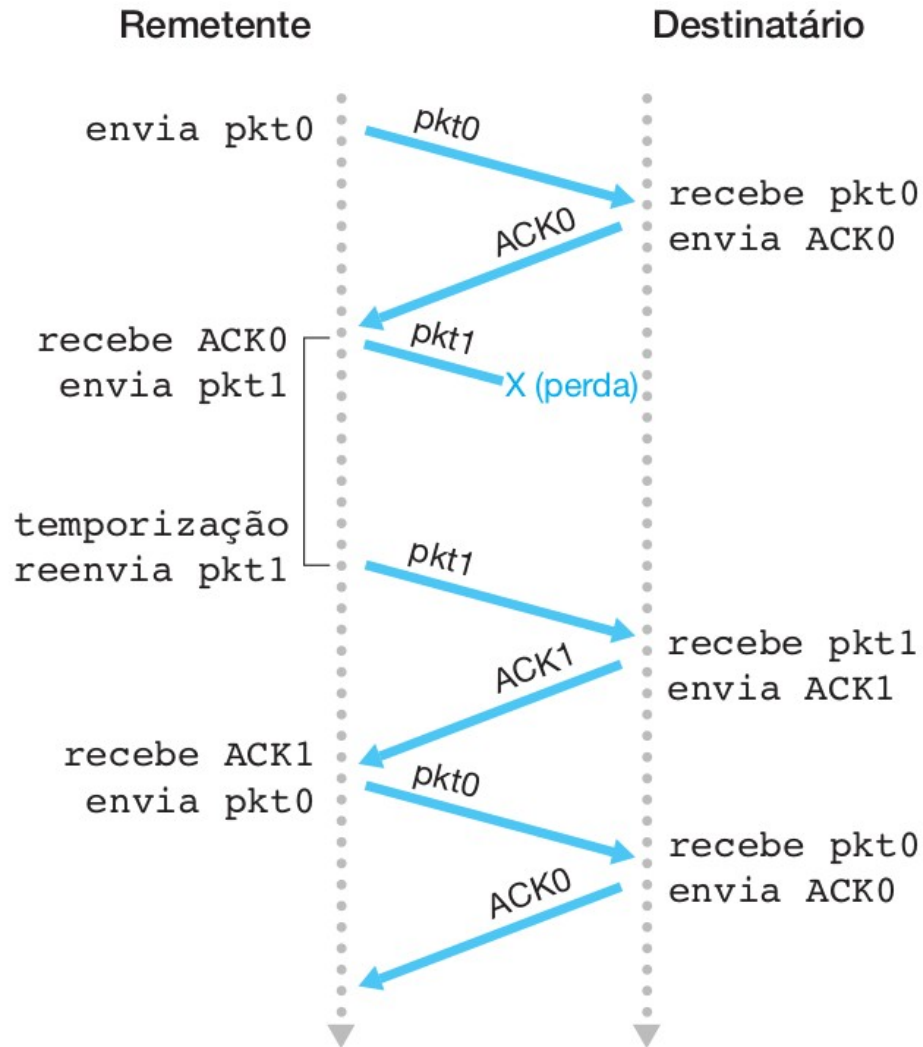 Remetente
Destinatário
envia pkt0
pkt0
recebe pkt0
envia ACK0
ACK0
recebe ACK0
envia pkt1
pkt1
X (perda)
temporização
reenvia pkt1
pkt1
recebe pkt1
envia ACK1
ACK1
recebe ACK1
envia pkt0
pkt0
recebe pkt0
envia ACK0
ACK0